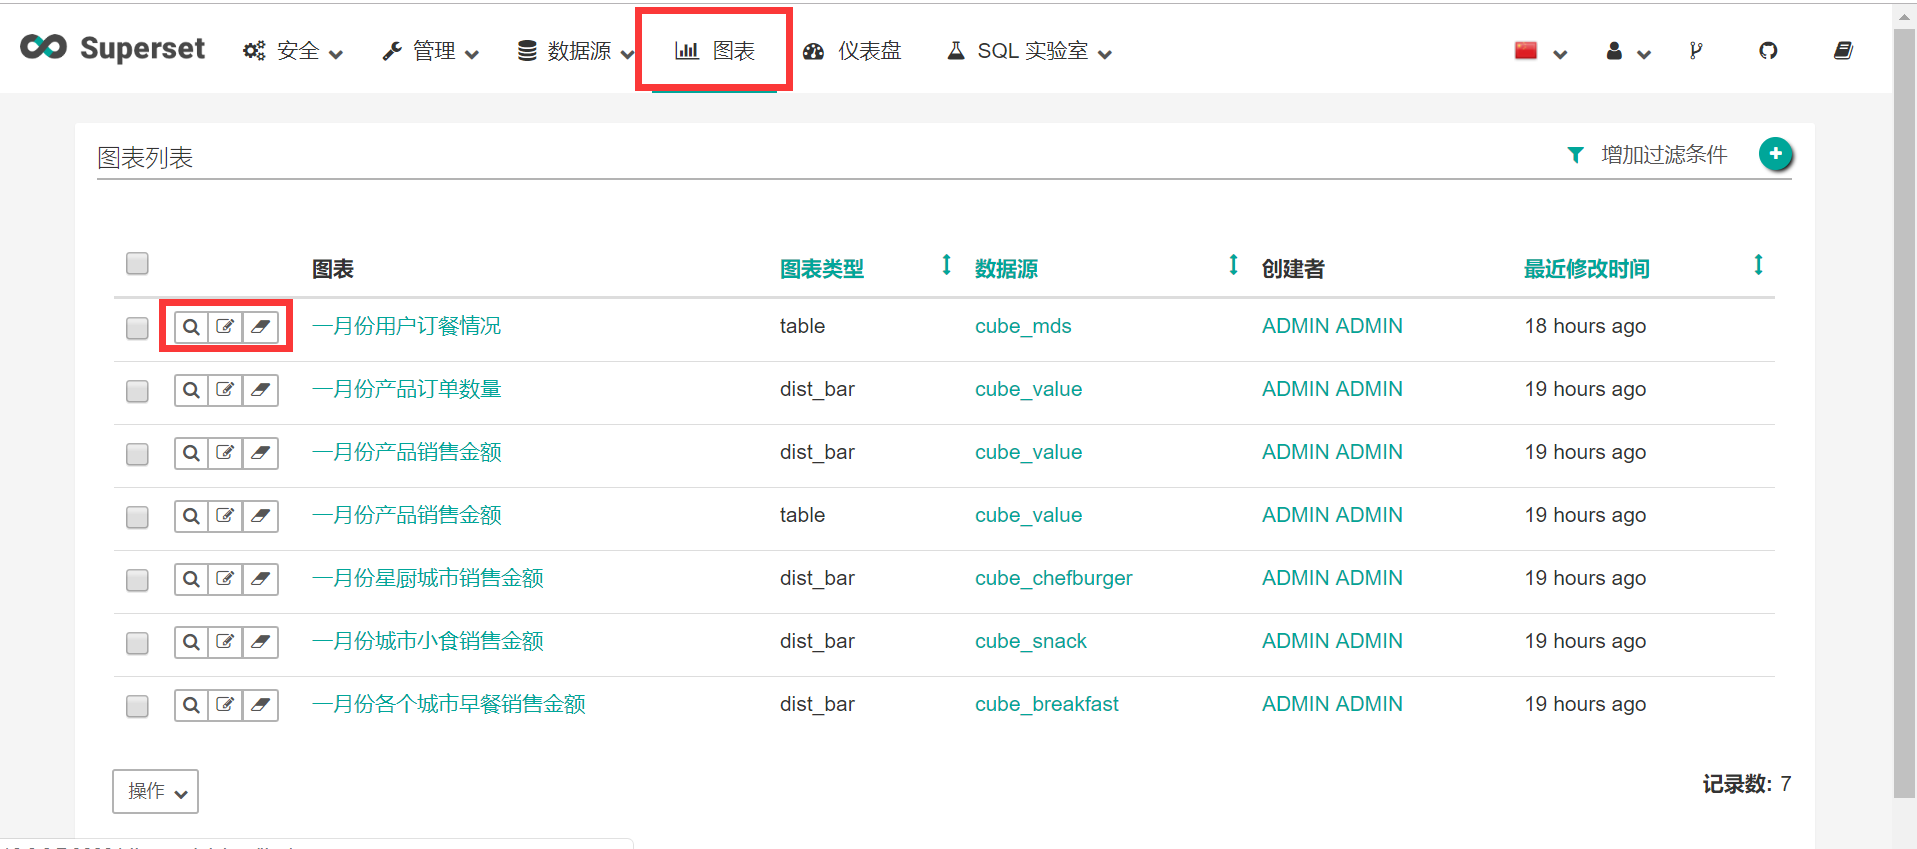 Superset 安全 管理 数据源 图表 仪表盘 SQL 实验室
图表列表 增加过滤条件
图表 图表类型 数据源 创建者 最近修改时间
一月份用户订餐情况 table cube_mds ADMIN ADMIN 18 hours ago
一月份产品订单数量 dist_bar cube_value ADMIN ADMIN 19 hours ago
一月份产品销售金额 dist_bar cube_value ADMIN ADMIN 19 hours ago
一月份产品销售金额 table cube_value ADMIN ADMIN 19 hours ago
一月份星厨城市销售金额 dist_bar cube_chefburger ADMIN ADMIN 19 hours ago
一月份城市小食销售金额 dist_bar cube_snack ADMIN ADMIN 19 hours ago
一月份各个城市早餐销售金额 dist_bar cube_breakfast ADMIN ADMIN 19 hours ago
操作 记录数: 7